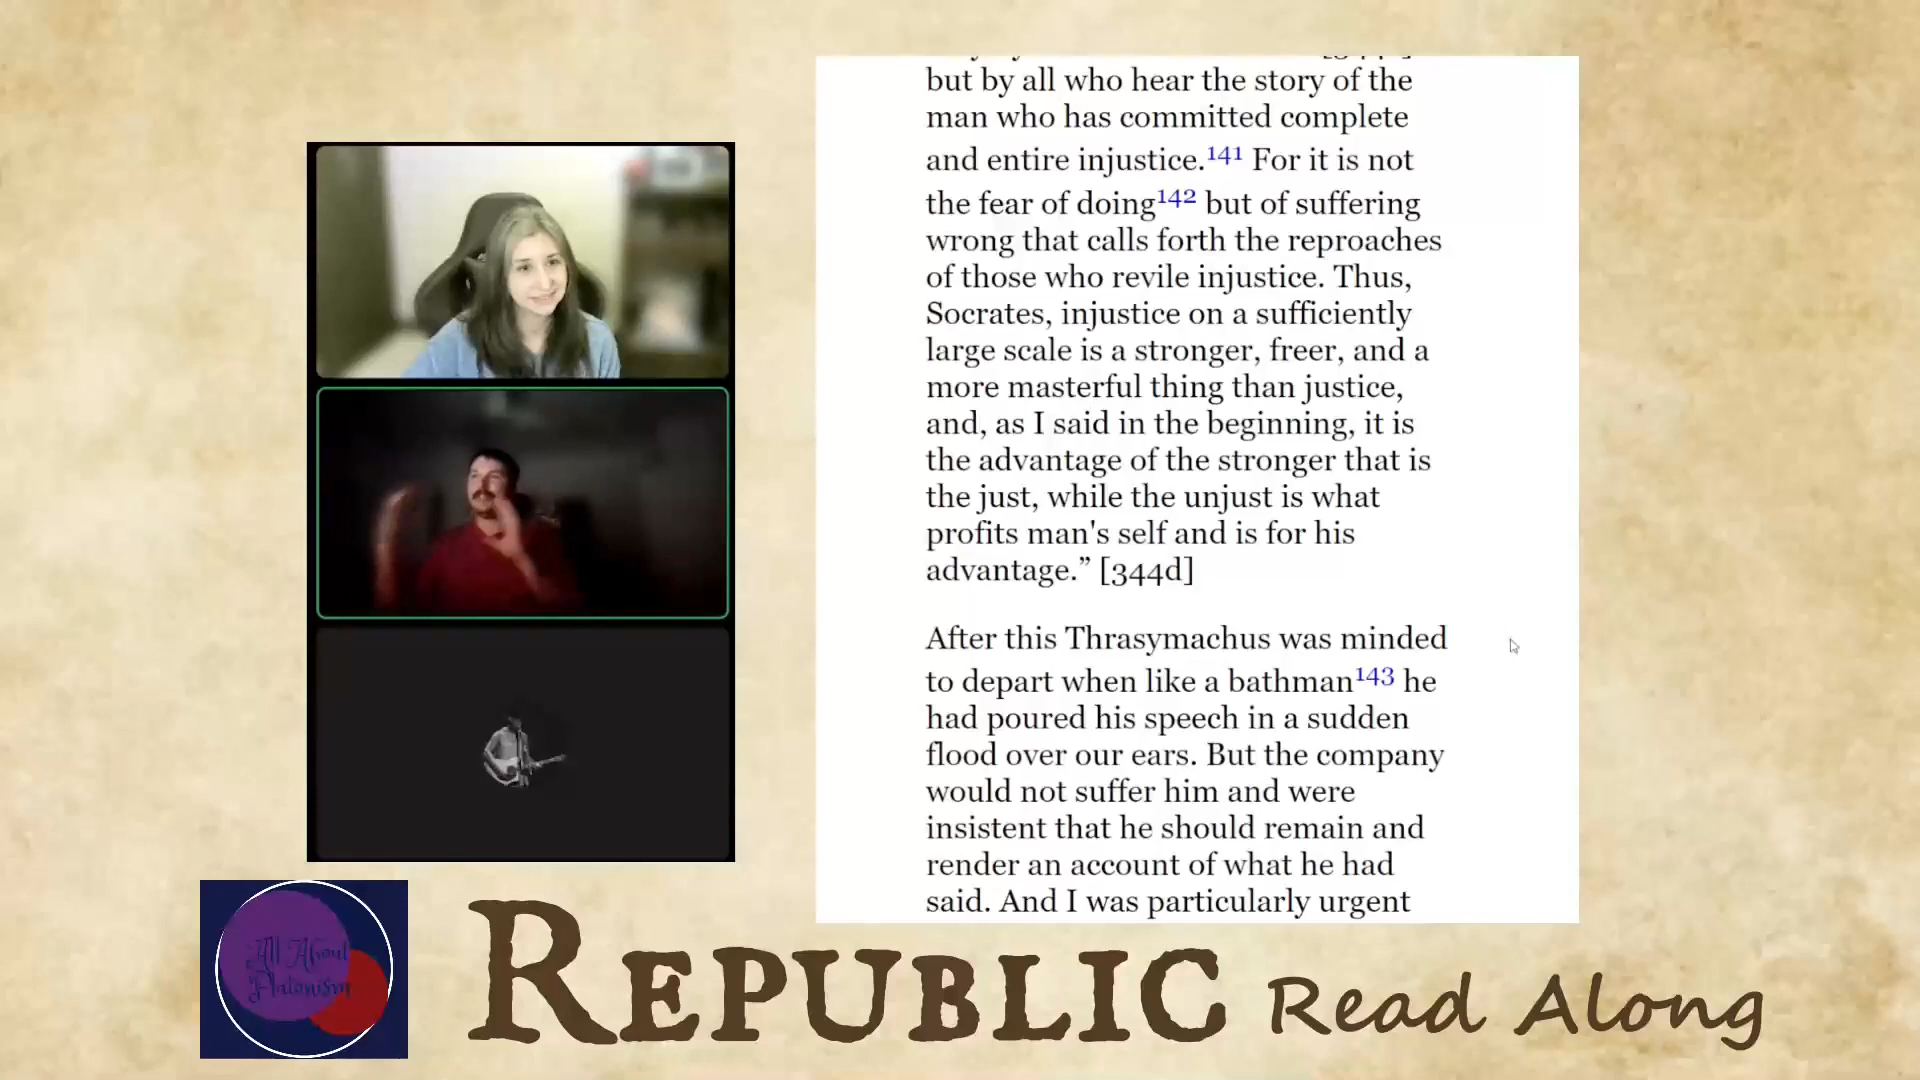 but by all who hear the story of the
man who has committed complete
and entire injustice.141 For it is not
the fear of doing142 but of suffering
wrong that calls forth the reproaches
of those who revile injustice. Thus,
Socrates, injustice on a sufficiently
large scale is a stronger, freer, and a
more masterful thing than justice,
and, as I said in the beginning, it is
the advantage of the stronger that is
the just, while the unjust is what
profits man's self and is for his
advantage.” [344d]
After this Thrasymachus was minded
to depart when like a bathman143 he
had poured his speech in a sudden
flood over our ears. But the company
would not suffer him and were
insistent that he should remain and
render an account of what he had
said. And I was particularly urgent
All About
Platonism
REPUBLIC Read Along